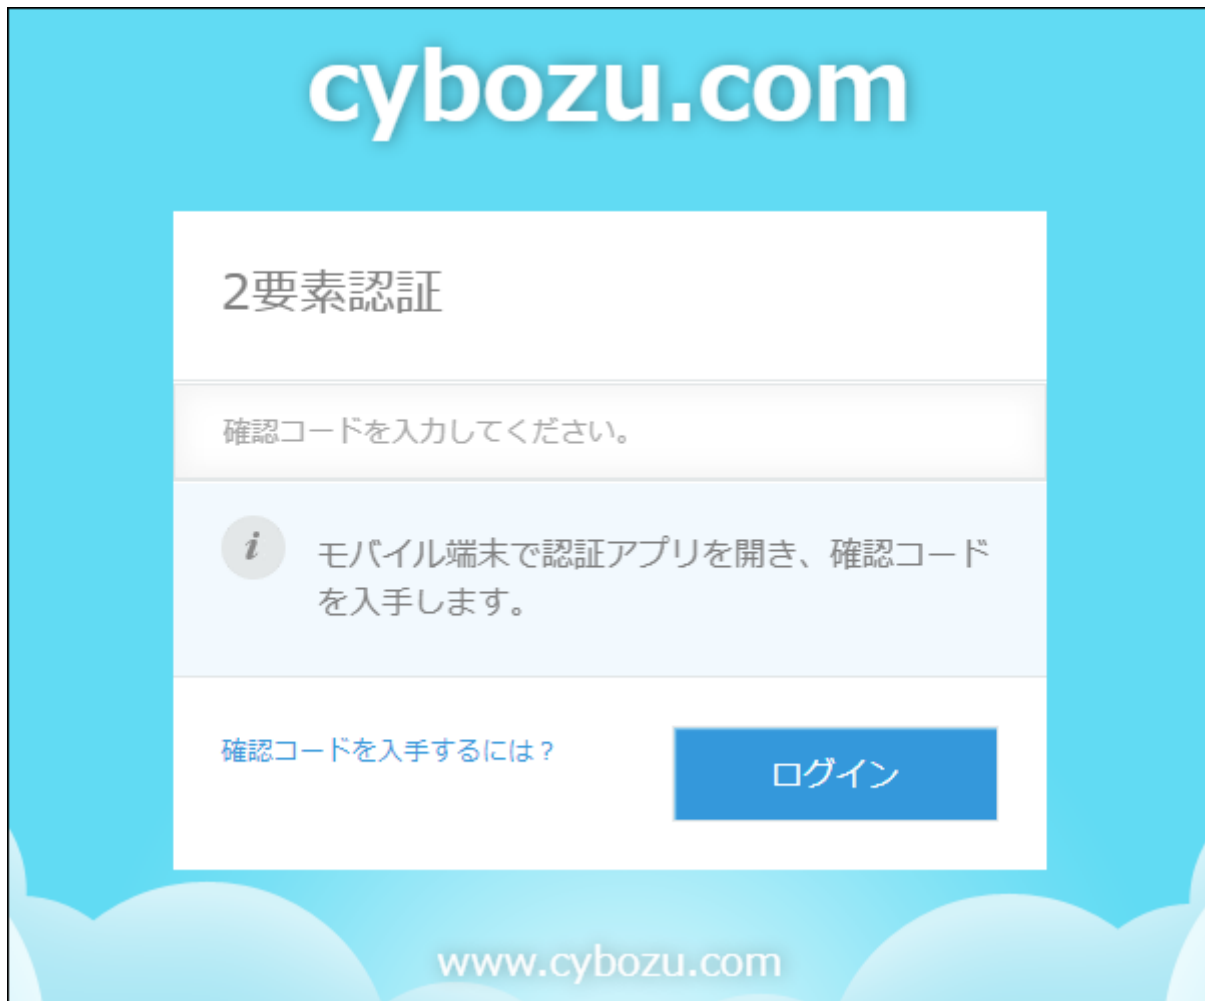 cybozu.com
2要素認証
確認コードを入力してください。
i
モバイル端末で認証アプリを開き、確認コード
を入手します。
確認コードを入手するには？
ログイン
www.cybozu.com